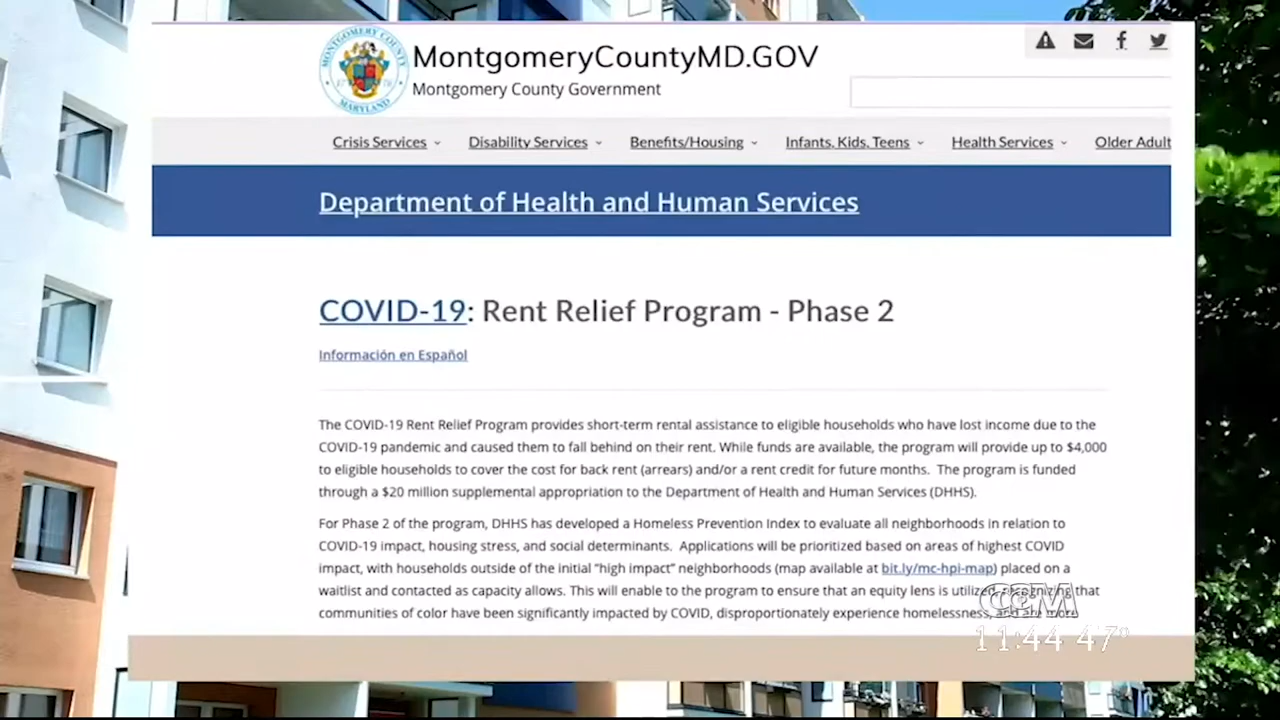 MontgomeryCountyMD.GOV
Montgomery County Government
MONTGOMERY COUNTY
MARYLAND
Crisis Services Disability Services Benefits/Housing Infants, Kids, Teens Health Services Older Adult
Department of Health and Human Services
COVID-19: Rent Relief Program - Phase 2
Información en Español
The COVID-19 Rent Relief Program provides short-term rental assistance to eligible households who have lost income due to the
COVID-19 pandemic and caused them to fall behind on their rent. While funds are available, the program will provide up to $4,000
to eligible households to cover the cost for back rent (arrears) and/or a rent credit for future months. The program is funded
through a $20 million supplemental appropriation to the Department of Health and Human Services (DHHS).
For Phase 2 of the program, DHHS has developed a Homeless Prevention Index to evaluate all neighborhoods in relation to
COVID-19 impact, housing stress, and social determinants. Applications will be prioritized based on areas of highest COVID
impact, with households outside of the initial "high impact" neighborhoods (map available at bit.ly/mc-hpi-map) placed on a
waitlist and contacted as capacity allows. This will enable to the program to ensure that an equity lens is utilized, recognizing that
communities of color have been significantly impacted by COVID, disproportionately experience homelessness, and are more
CCM
11:44 47°